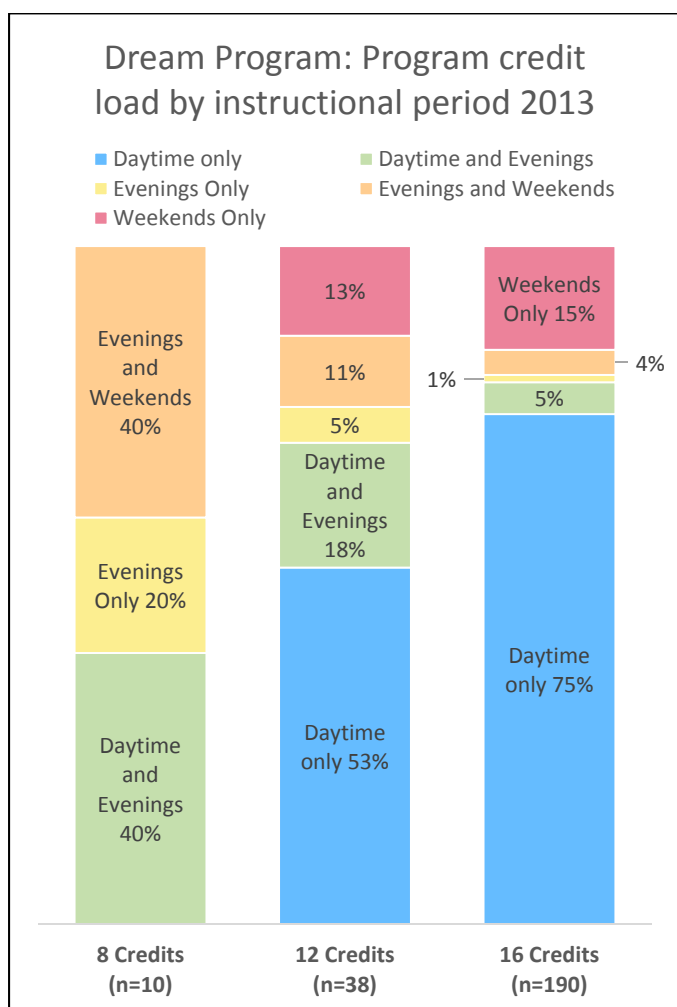 Dream Program: Program credit
load by instructional period 2013
Daytime only
Daytime and Evenings
Evenings Only
Evenings and Weekends
Weekends Only
Evenings
and
Weekends
40%
Evenings
Only 20%
Daytime
and
Evenings
40%
13%
11%
5%
Daytime
and
Evenings
18%
Daytime
only 53%
Weekends
Only 15%
4%
1%
5%
Daytime
only 75%
8 Credits
(n=10)
12 Credits
(n=38)
16 Credits
(n=190)